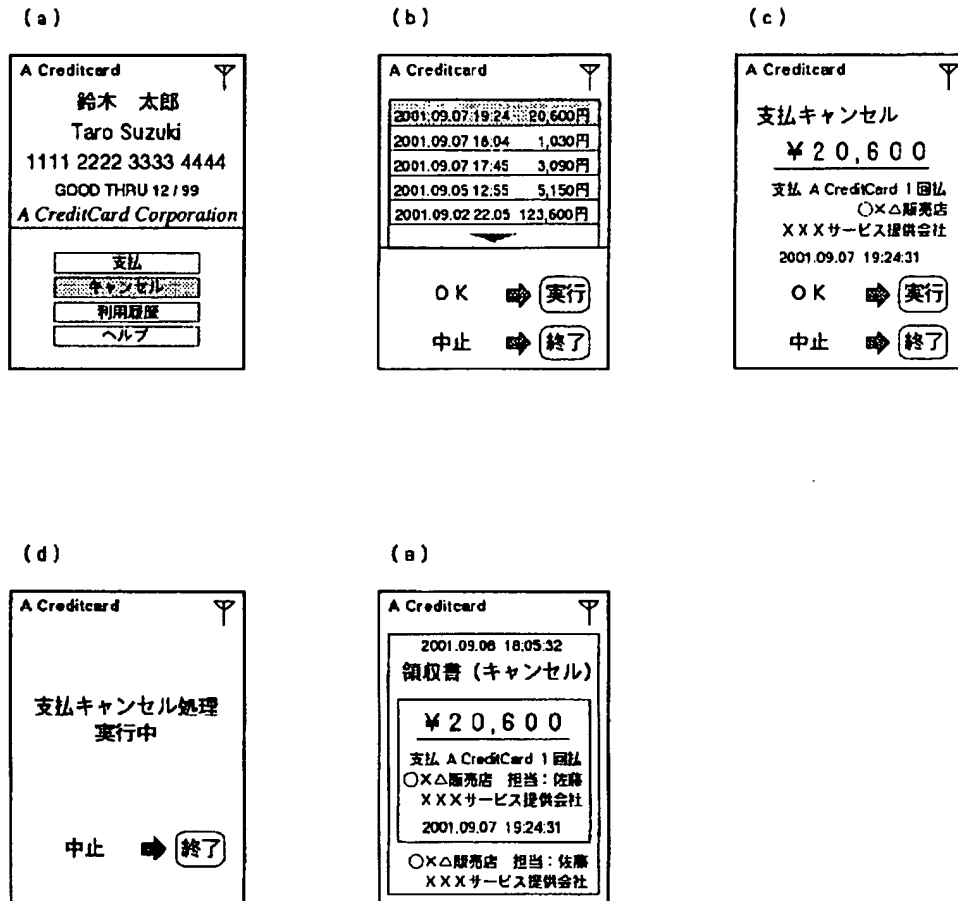 (a)
A Creditcard
鈴木 太郎
Taro Suzuki
1111 2222 3333 4444
GOOD THRU 12 / 99
A CreditCard Corporation
支払
キャンセル
利用履歴
ヘルプ
(b)
A Creditcard
2001.09.07 19:24 20,600円
2001.09.07 18:04 1,030円
2001.09.07 17:45 3,090円
2001.09.05 12:55 5,150円
2001.09.02 22.05 123,600円
OK 実行
中止 終了
(c)
A Creditcard
支払キャンセル
¥20,600
支払 A CreditCard 1回払
○×△販売店
XXXサービス提供会社
2001.09.07 19:24:31
OK 実行
中止 終了
(d)
A Creditcard
支払キャンセル処理
実行中
中止 終了
(e)
A Creditcard
2001.09.08 18:05:32
領収書(キャンセル)
¥20,600
支払 A CreditCard 1回払
○×△販売店 担当:佐藤
XXXサービス提供会社
2001.09.07 19:24:31
○×△販売店 担当:佐藤
XXXサービス提供会社